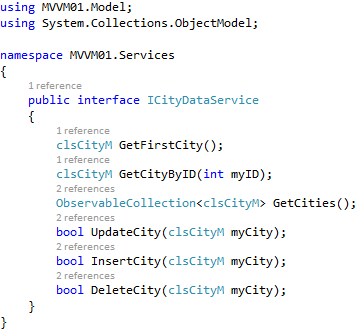 using MVVM01.Model;
using System.Collections.ObjectModel;
namespace MVVM01.Services
{
1 reference
public interface ICityDataService
{
1 reference
clsCityM GetFirstCity();
1 reference
clsCityM GetCityByID(int myID);
2 references
ObservableCollection<clsCityM> GetCities();
2 references
bool UpdateCity(clsCityM myCity);
2 references
bool InsertCity(clsCityM myCity);
2 references
bool DeleteCity(clsCityM myCity);
}
}